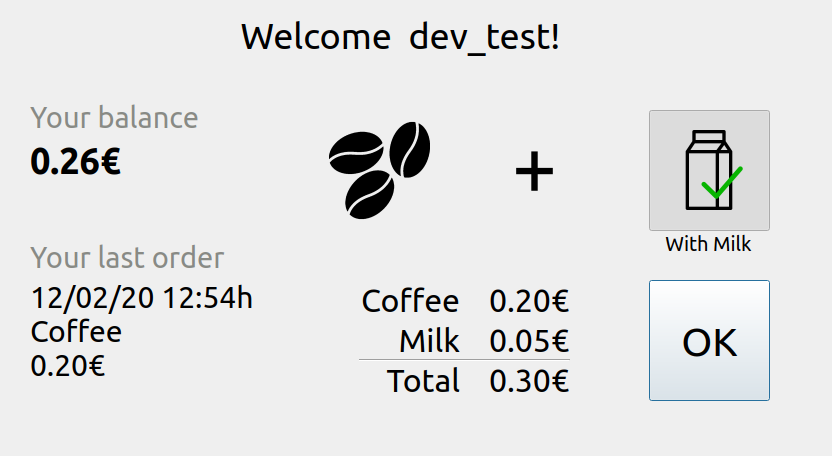 Welcome dev_test!
Your balance
0.26€
With Milk
Your last order
12/02/20 12:54h
Coffee
0.20€
Coffee 0.20€
Milk 0.05€
Total 0.30€
OK